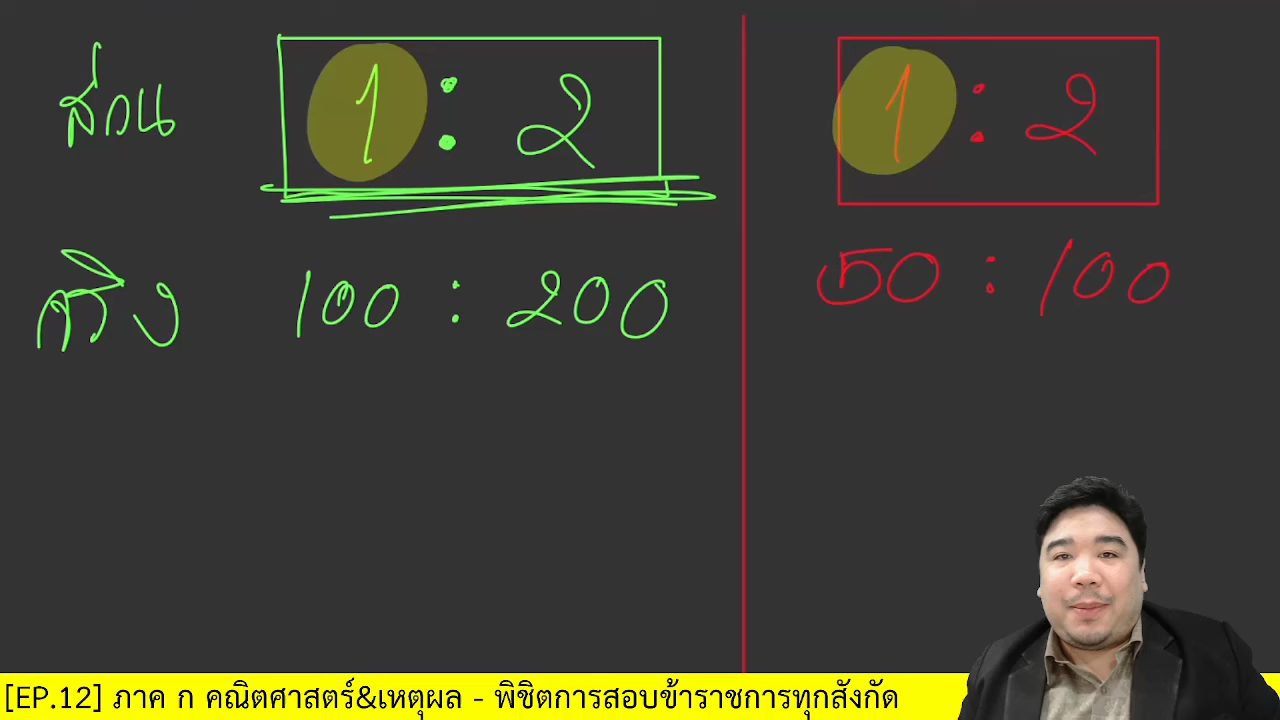 ส่วน 1 : 2 1 : 2
จริง 100 : 200 50 : 100
[EP.12] ภาค ก คณิตศาสตร์&เหตุผล - พิชิตการสอบข้าราชการทุกสังกัด